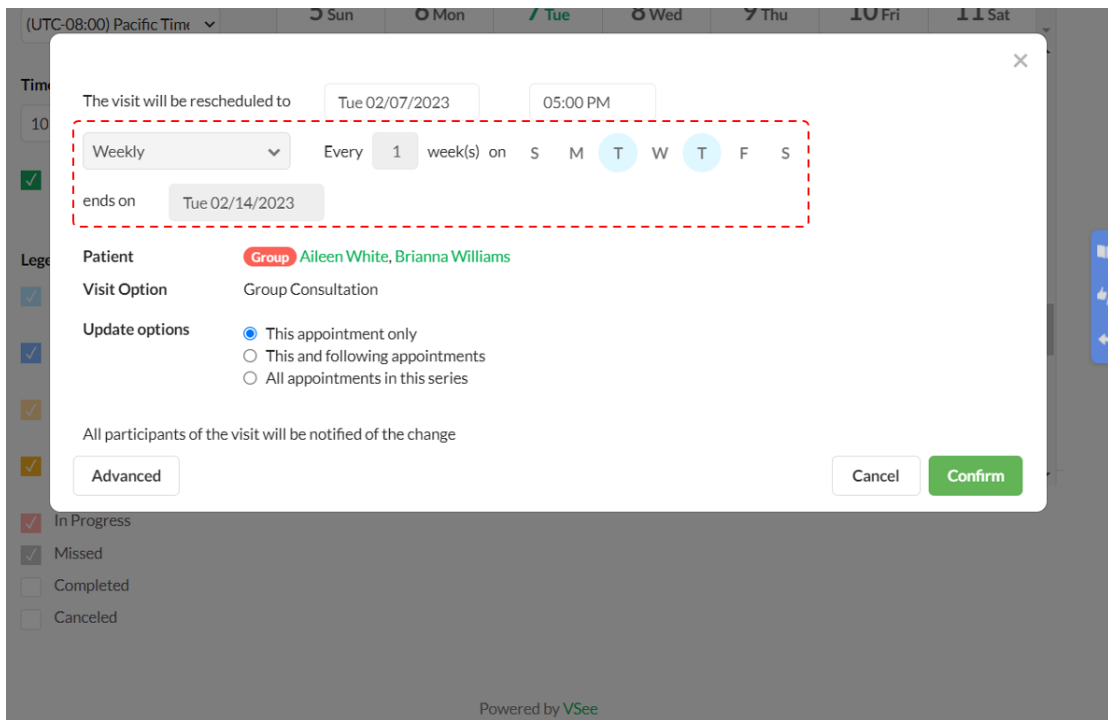 (UTC-08:00) Pacific Time
5 Sun 6 Mon 7 Tue 8 Wed 9 Thu 10 Fri 11 Sat
Time
10
The visit will be rescheduled to Tue 02/07/2023 05:00 PM
Weekly Every 1 week(s) on S M T W T F S
ends on Tue 02/14/2023
Lege
Patient Group Aileen White, Brianna Williams
Visit Option Group Consultation
Update options This appointment only
This and following appointments
All appointments in this series
All participants of the visit will be notified of the change
Advanced Cancel Confirm
In Progress
Missed
Completed
Canceled
Powered by VSee